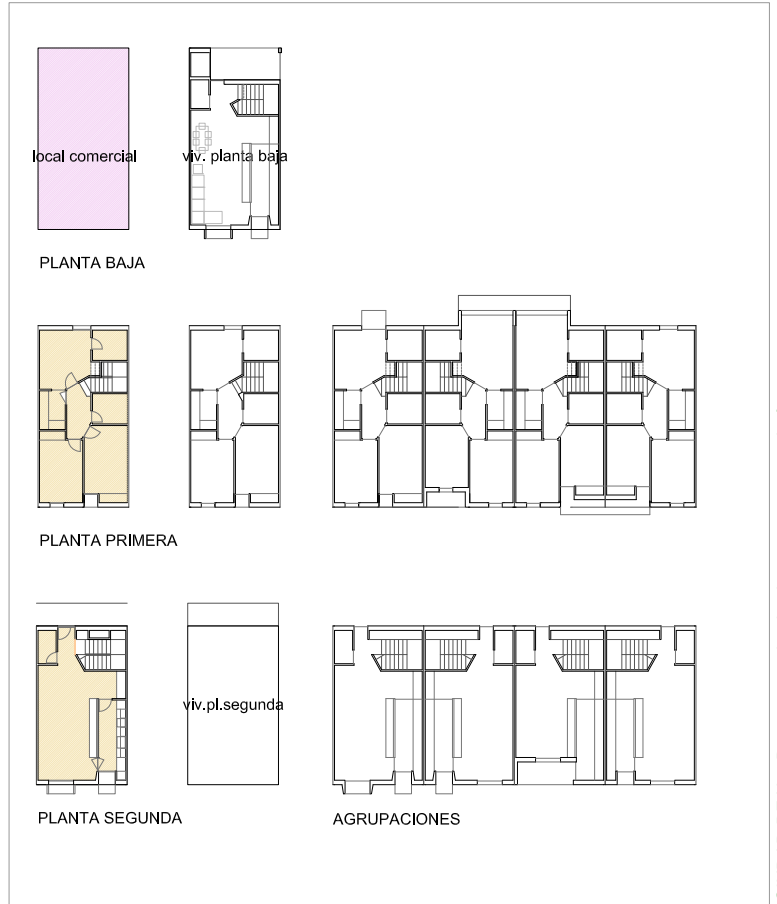 local comercial
viv. planta baja
PLANTA BAJA
PLANTA PRIMERA
viv.pl.segunda
PLANTA SEGUNDA
AGRUPACIONES